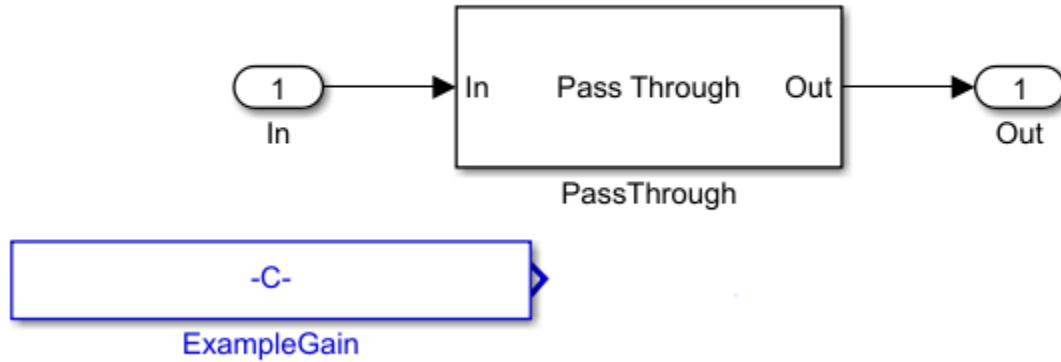 1
In
In Pass Through Out
PassThrough
1
Out
-C-
ExampleGain